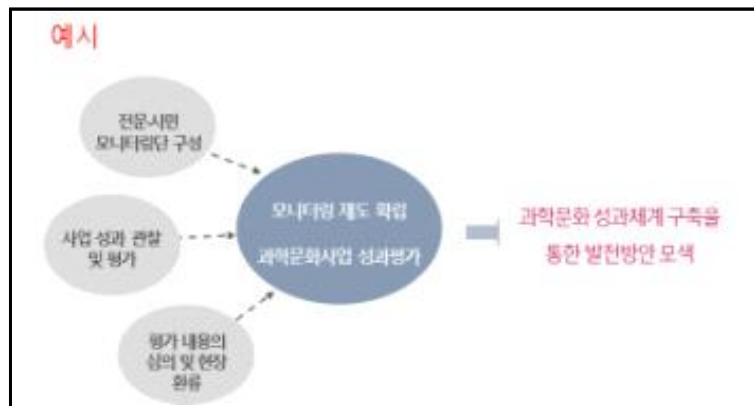 예시
전문·시민
모니터링단 구성
사업 성과 관찰
및 평가
평가 내용의
심의 및 현장
환류
모니터링 제도 확립
과학문화사업 성과평가
과학문화 성과체계 구축을
통한 발전방안 모색